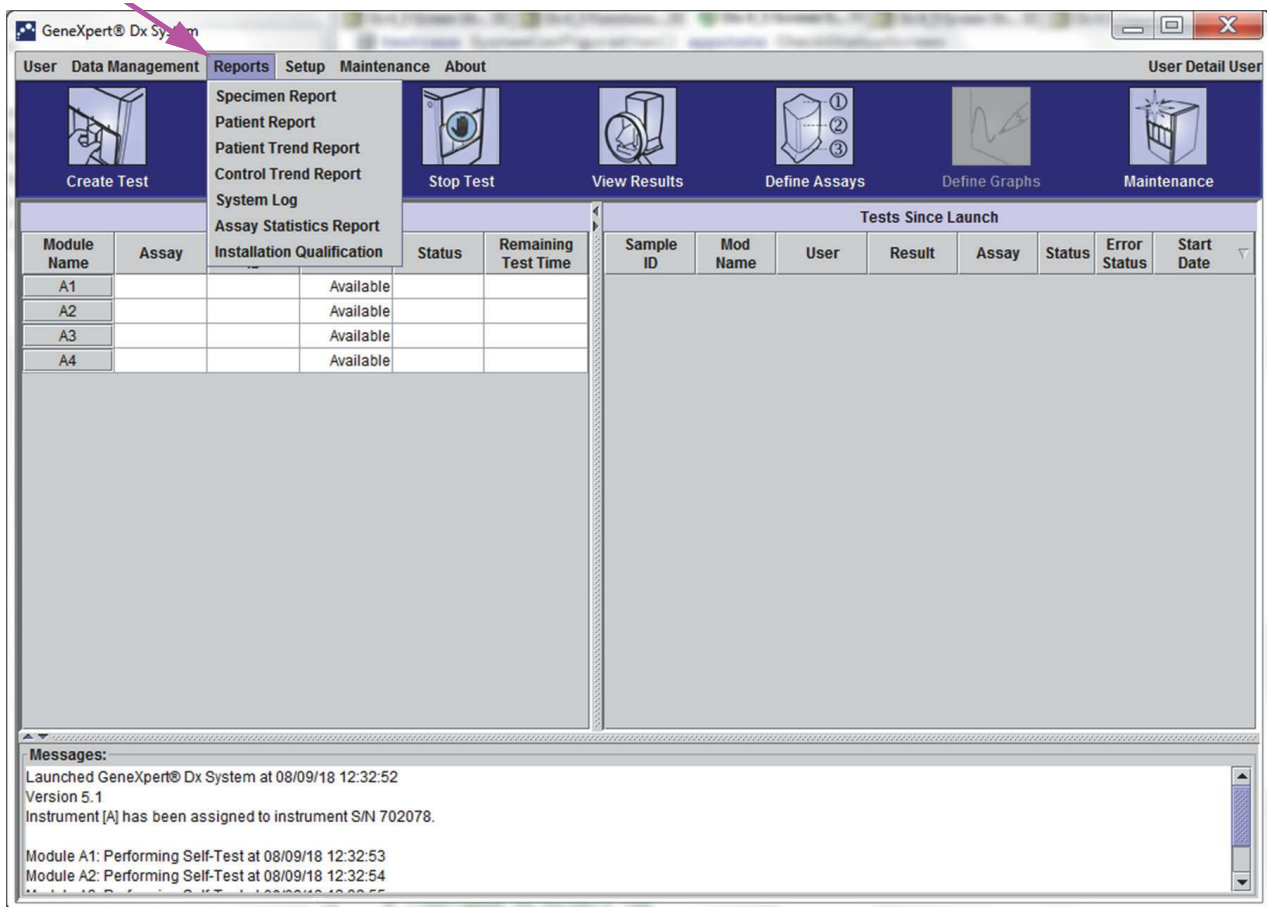 GeneXpert® Dx System
User Data Management Reports Setup Maintenance About User Detail User
Specimen Report
Patient Report
Patient Trend Report
Control Trend Report
System Log
Assay Statistics Report
Installation Qualification
Create Test
Stop Test
View Results
Define Assays
Define Graphs
Maintenance
① ② ③
Tests Since Launch
Module Name Assay Status Remaining Test Time
Sample ID Mod Name User Result Assay Status Error Status Start Date
A1 Available
A2 Available
A3 Available
A4 Available
Messages:
Launched GeneXpert® Dx System at 08/09/18 12:32:52
Version 5.1
Instrument [A] has been assigned to instrument S/N 702078.
Module A1: Performing Self-Test at 08/09/18 12:32:53
Module A2: Performing Self-Test at 08/09/18 12:32:54